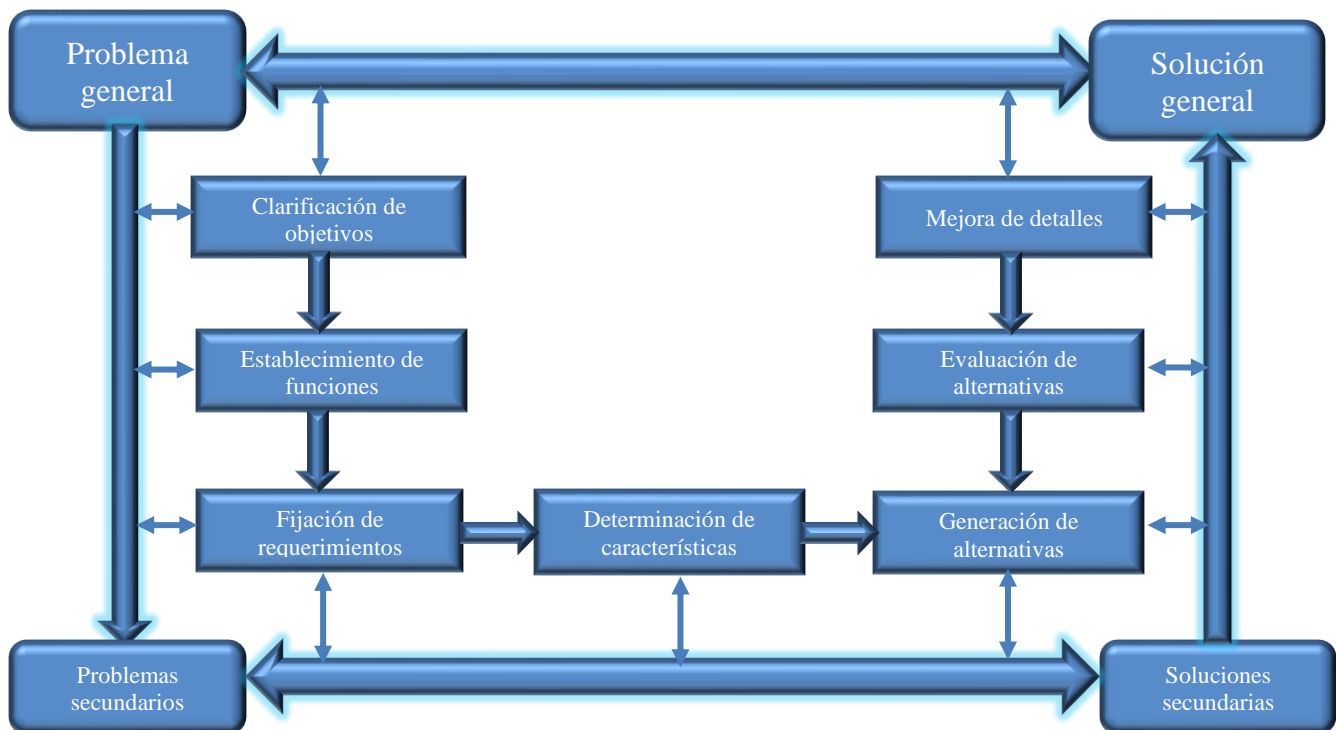 Problema
general
Solución
general
Clarificación de
objetivos
Mejora de detalles
Establecimiento de
funciones
Evaluación de
alternativas
Fijación de
requerimientos
Determinación de
características
Generación de
alternativas
Problemas
secundarios
Soluciones
secundarias